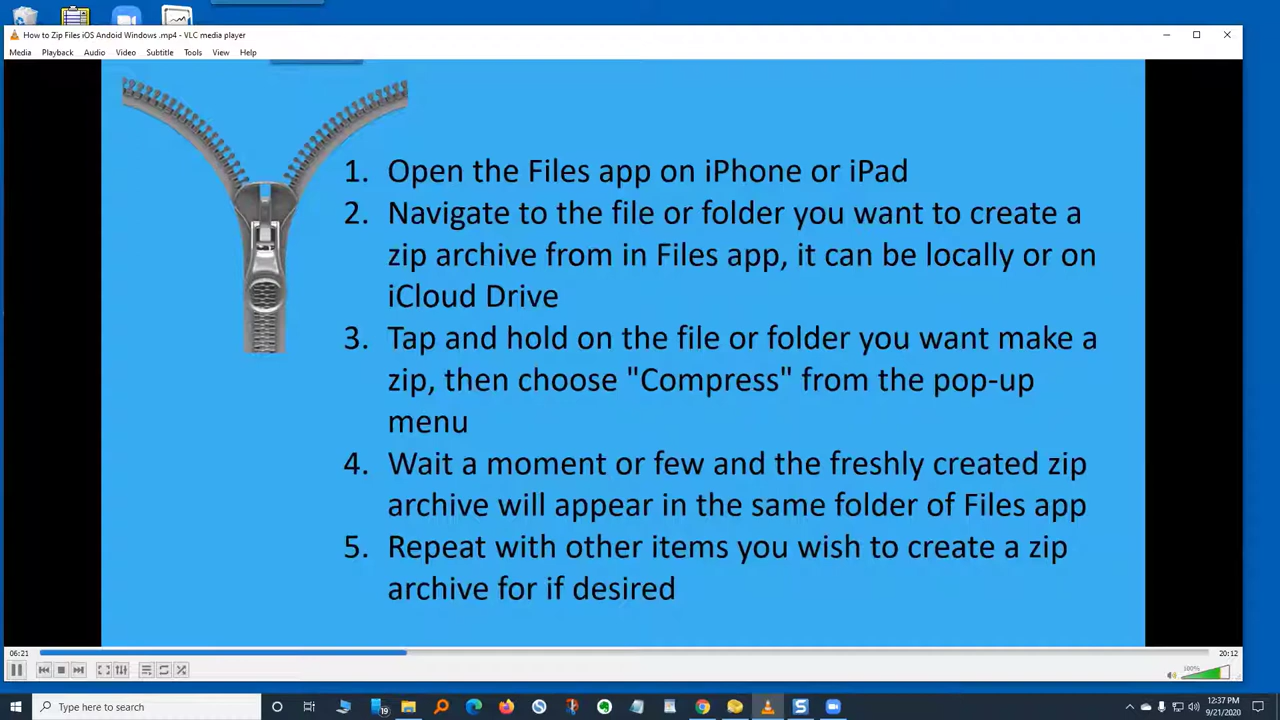 How to Zip Files iOS Andoid Windows .mp4 - VLC media player
Media Playback Audio Video Subtitle Tools View Help
1. Open the Files app on iPhone or iPad
2. Navigate to the file or folder you want to create a
zip archive from in Files app, it can be locally or on
iCloud Drive
3. Tap and hold on the file or folder you want make a
zip, then choose "Compress" from the pop-up
menu
4. Wait a moment or few and the freshly created zip
archive will appear in the same folder of Files app
5. Repeat with other items you wish to create a zip
archive for if desired
06:21
20:12
100%
Type here to search
19
12:37 PM
9/21/2020